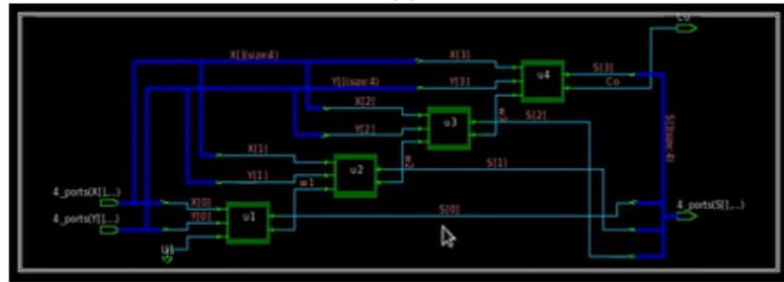 Co
X[](size:4)
X[3]
u4
S[3]
Y[](size:4)
Y[3]
Co
X[2]
u3
S[2]
Y[2]
S[](size:4)
X[1]
u2
S[1]
Y[1]
w1
4_ports(X[],...)
X[0]
4_ports(S[],...)
S[0]
4_ports(Y[],...)
Y[0]
u1